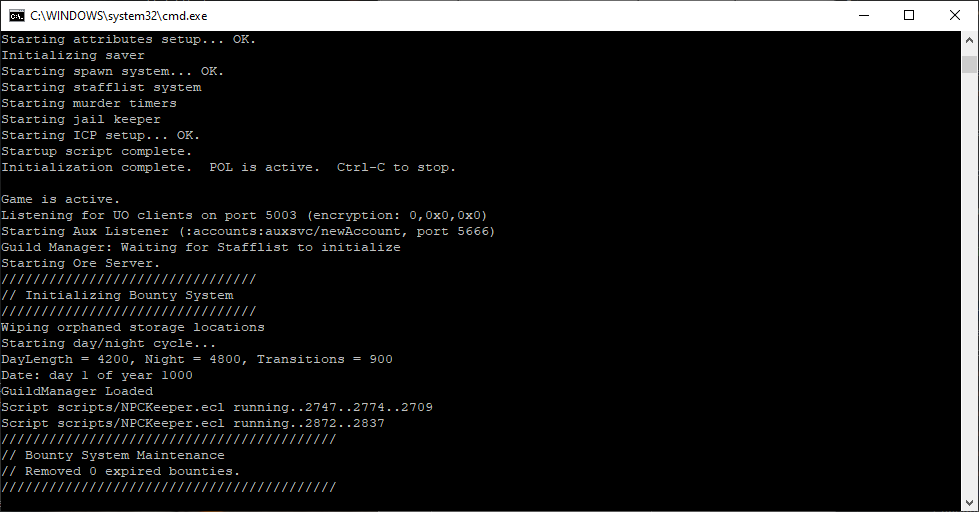 C:\WINDOWS\system32\cmd.exe
Starting attributes setup... OK.
Initializing saver
Starting spawn system... OK.
Starting stafflist system
Starting murder timers
Starting jail keeper
Starting ICP setup... OK.
Startup script complete.
Initialization complete.  POL is active.  Ctrl-C to stop.
Game is active.
Listening for UO clients on port 5003 (encryption: 0,0x0,0x0)
Starting Aux Listener (:accounts:auxsvc/newAccount, port 5666)
Guild Manager: Waiting for Stafflist to initialize
Starting Ore Server.
////////////////////////////////
// Initializing Bounty System
////////////////////////////////
Wiping orphaned storage locations
Starting day/night cycle...
DayLength = 4200, Night = 4800, Transitions = 900
Date: day 1 of year 1000
GuildManager Loaded
Script scripts/NPCKeeper.ecl running..2747..2774..2709
Script scripts/NPCKeeper.ecl running..2872..2837
//////////////////////////////////////////
// Bounty System Maintenance
// Removed 0 expired bounties.
//////////////////////////////////////////